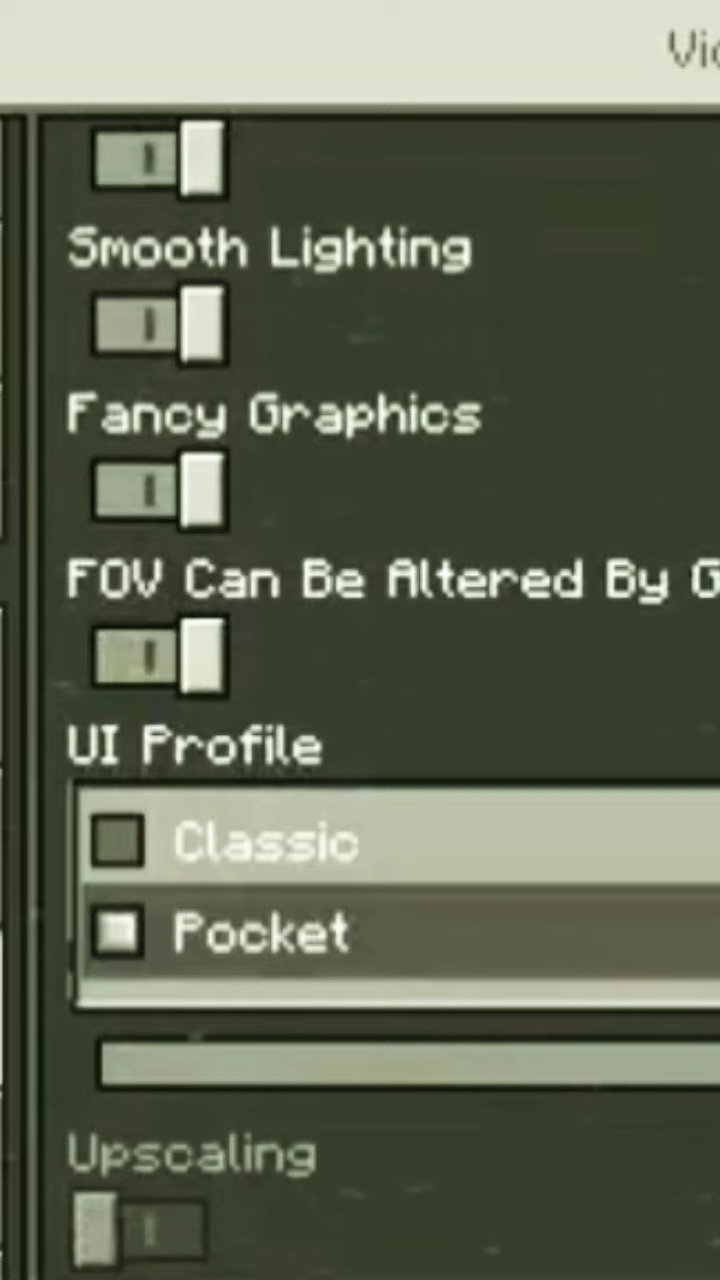 Smooth Lighting
Fancy Graphics
FOV Can Be Altered By
UI Profile
Classic
Pocket
Upscaling